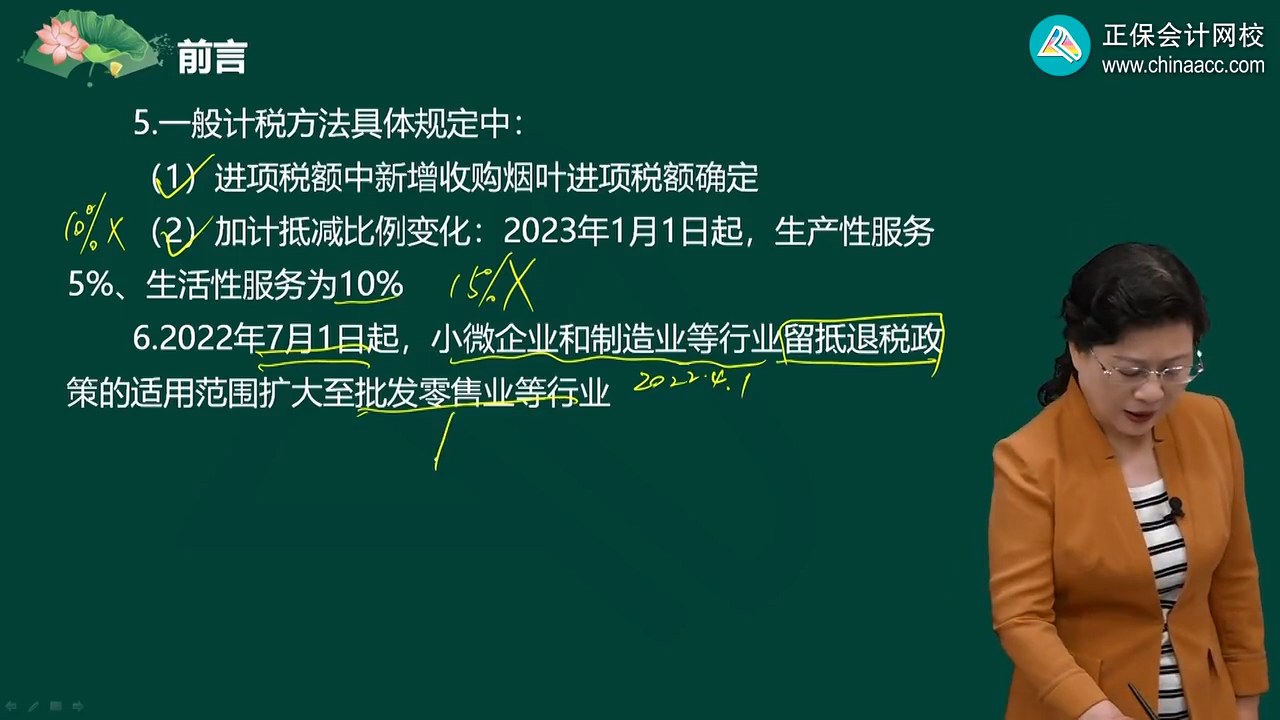 前言
正保会计网校
www.chinaacc.com
5.一般计税方法具体规定中：
（1）进项税额中新增收购烟叶进项税额确定
10% X
（2）加计抵减比例变化：2023年1月1日起，生产性服务
5%、生活性服务为10%
15% X
6.2022年7月1日起，小微企业和制造业等行业留抵退税政
策的适用范围扩大至批发零售业等行业
2022.4.1